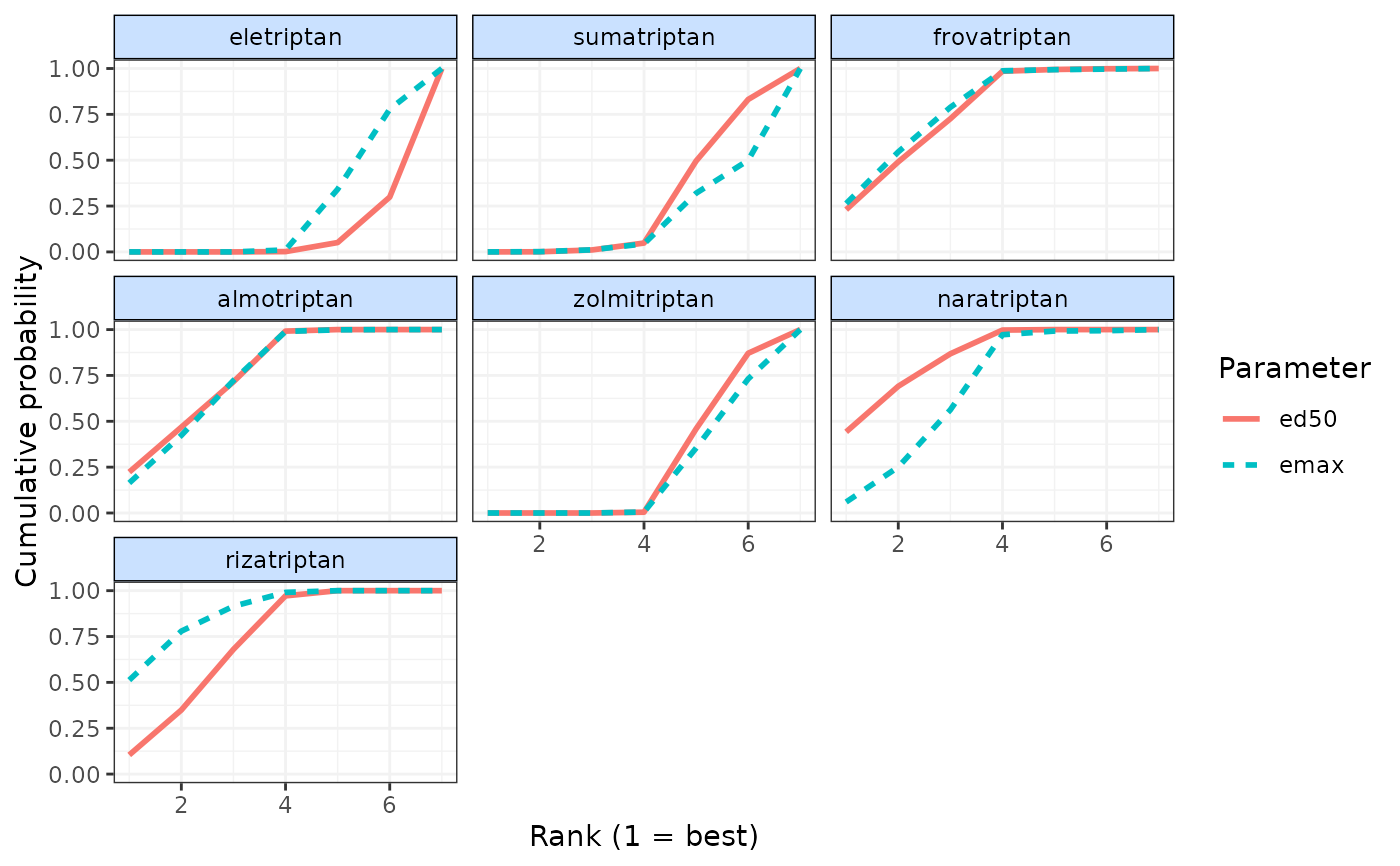 eletriptan sumatriptan frovatriptan
1.00
0.75
0.50
0.25
0.00
almotriptan zolmitriptan naratriptan
1.00
0.75
0.50
0.25
0.00
2 4 6 2 4 6
rizatriptan
1.00
0.75
0.50
0.25
0.00
2 4 6
Rank (1 = best)
Cumulative probability
Parameter
ed50
emax